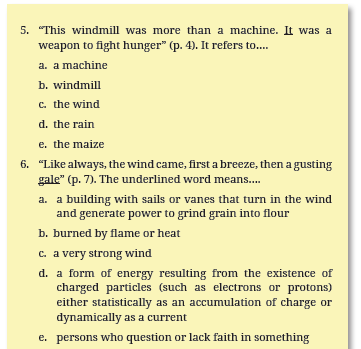 5. “This windmill was more than a machine. It was a
weapon to fight hunger” (p. 4). It refers to....
a. a machine
b. windmill
c. the wind
d. the rain
e. the maize
6. “Like always, the wind came, first a breeze, then a gusting
gale” (p. 7). The underlined word means....
a. a building with sails or vanes that turn in the wind
and generate power to grind grain into flour
b. burned by flame or heat
c. a very strong wind
d. a form of energy resulting from the existence of
charged particles (such as electrons or protons)
either statistically as an accumulation of charge or
dynamically as a current
e. persons who question or lack faith in something